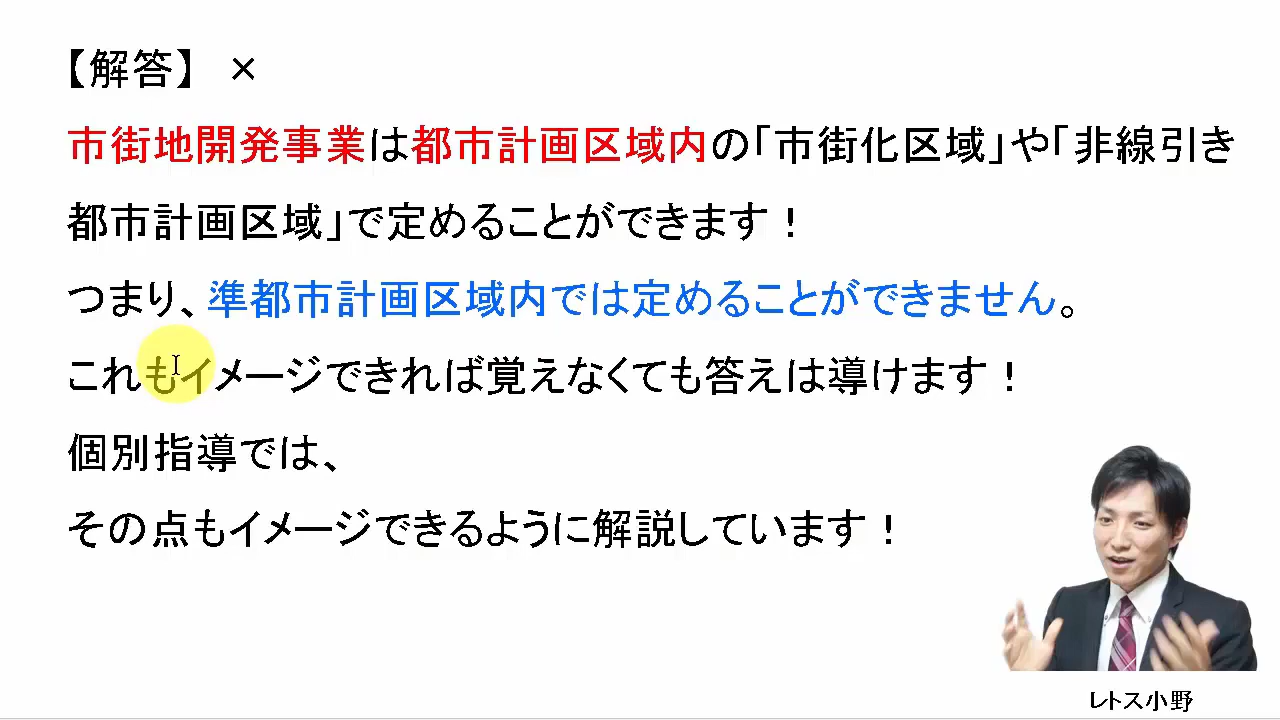 【解答】 ×
市街地開発事業は都市計画区域内の「市街化区域」や「非線引き
都市計画区域」で定めることができます！
つまり、準都市計画区域内では定めることができません。
これもイメージできれば覚えなくても答えは導けます！
個別指導では、
その点もイメージできるように解説しています！
レトス小野